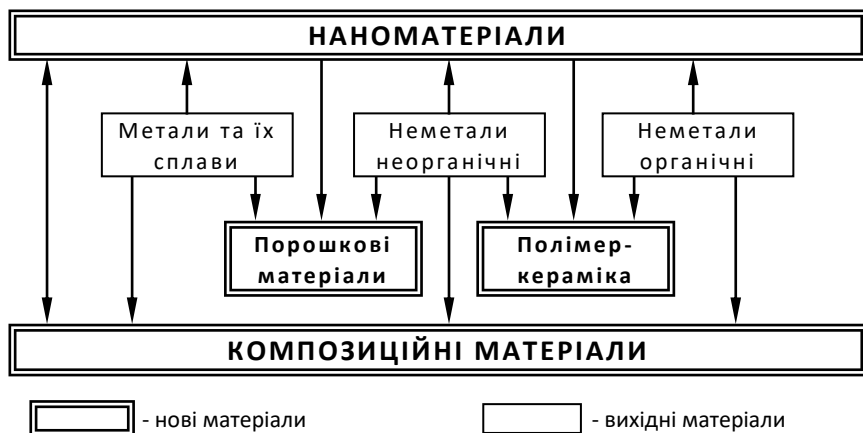 НАНОМАТЕРІАЛИ
Метали та їх
сплави
Неметали
неорганічні
Неметали
органічні
Порошкові
матеріали
Полімер-
кераміка
КОМПОЗИЦІЙНІ МАТЕРІАЛИ
- нові матеріали
- вихідні матеріали